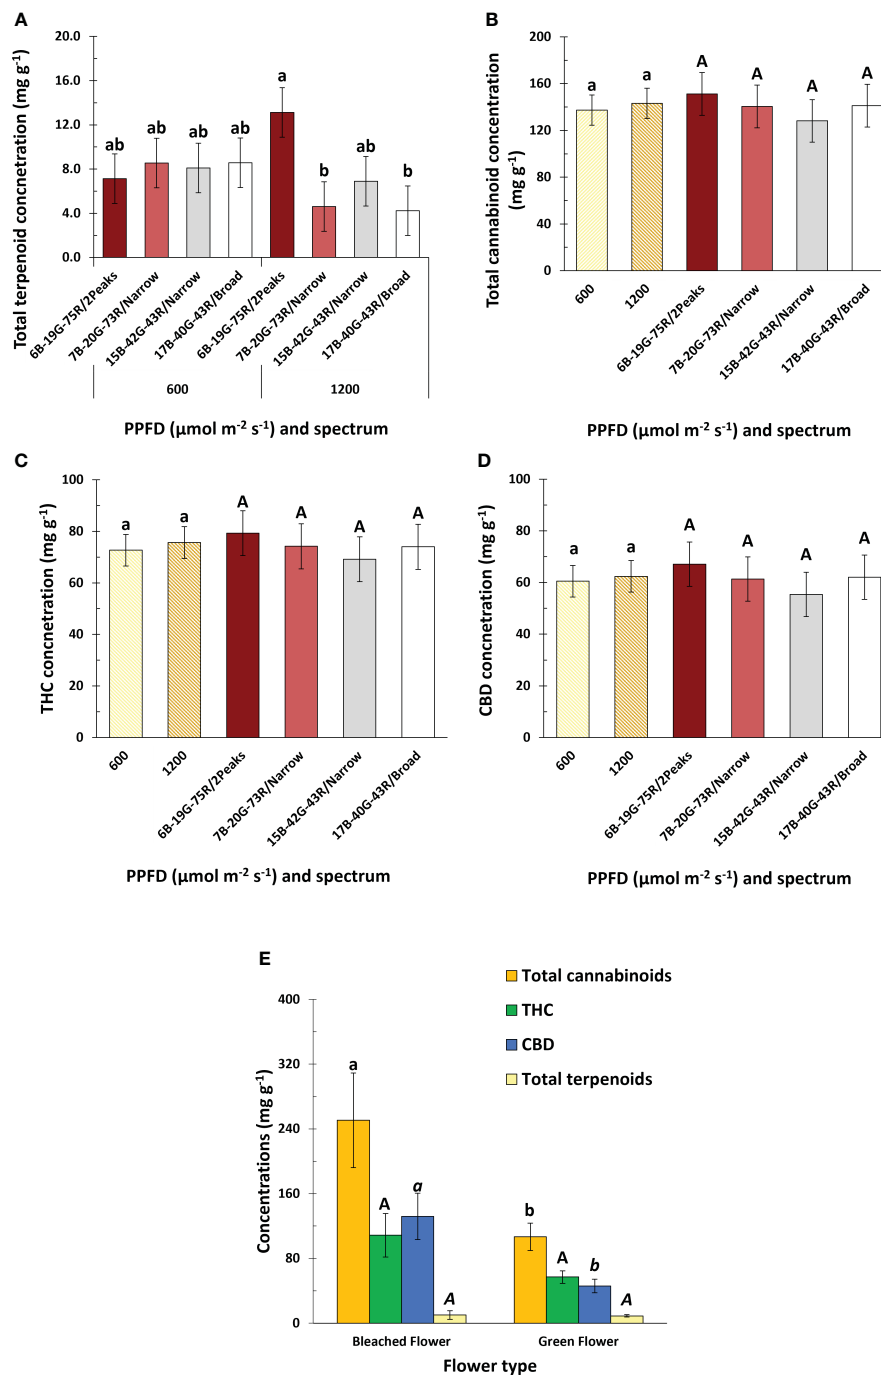 A
Total terpenoid concnetration (mg g-1)
20.0
16.0
12.0
8.0
4.0
0.0
ab
ab
ab
ab
a
b
ab
b
6B-19G-75R/2Peaks
7B-20G-73R/Narrow
15B-42G-43R/Narrow
17B-40G-43R/Broad
6B-19G-75R/2Peaks
7B-20G-73R/Narrow
15B-42G-43R/Narrow
17B-40G-43R/Broad
600
1200
PPFD (μmol m-2 s-1) and spectrum
B
Total cannabinoid concentration
(mg g-1)
200
160
120
80
40
0
a
a
A
A
A
A
600
1200
6B-19G-75R/2Peaks
7B-20G-73R/Narrow
15B-42G-43R/Narrow
17B-40G-43R/Broad
PPFD (μmol m-2 s-1) and spectrum
C
THC concnetration (mg g-1)
100
80
60
40
20
0
a
a
A
A
A
A
600
1200
6B-19G-75R/2Peaks
7B-20G-73R/Narrow
15B-42G-43R/Narrow
17B-40G-43R/Broad
PPFD (μmol m-2 s-1) and spectrum
D
CBD concnetration (mg g-1)
100
80
60
40
20
0
a
a
A
A
A
A
600
1200
6B-19G-75R/2Peaks
7B-20G-73R/Narrow
15B-42G-43R/Narrow
17B-40G-43R/Broad
PPFD (μmol m-2 s-1) and spectrum
E
Total cannabinoids
THC
CBD
Total terpenoids
Concentrations (mg g-1)
400
320
240
160
80
0
a
A
a
A
b
A
b
A
Bleached Flower
Green Flower
Flower type